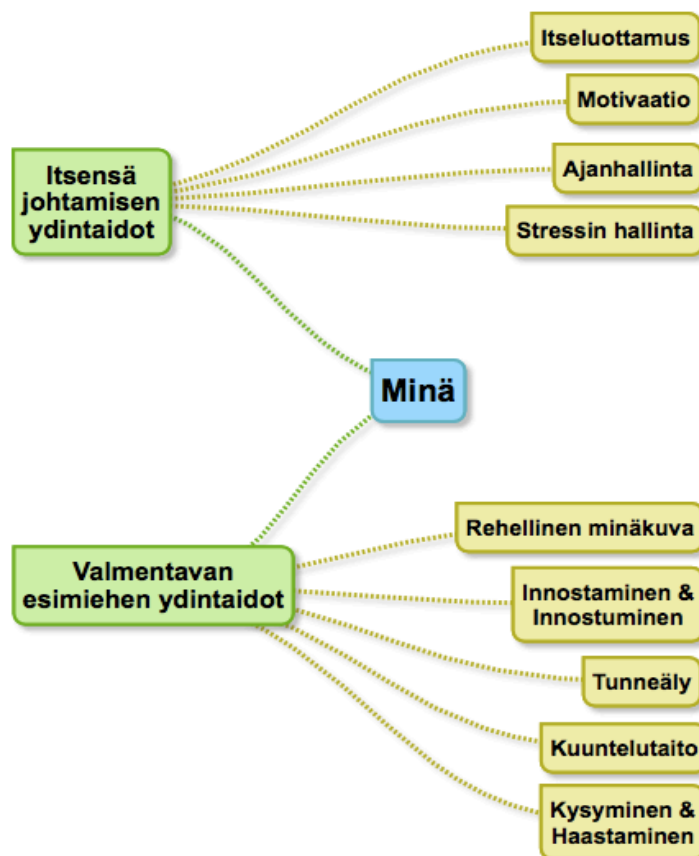 Itseluottamus
Motivaatio
Itsensä
johtamisen
ydintaidot
Ajanhallinta
Stressin hallinta
Minä
Rehellinen minäkuva
Valmentavan
esimiehen ydintaidot
Innostaminen &
Innostuminen
Tunneäly
Kuuntelutaito
Kysyminen &
Haastaminen